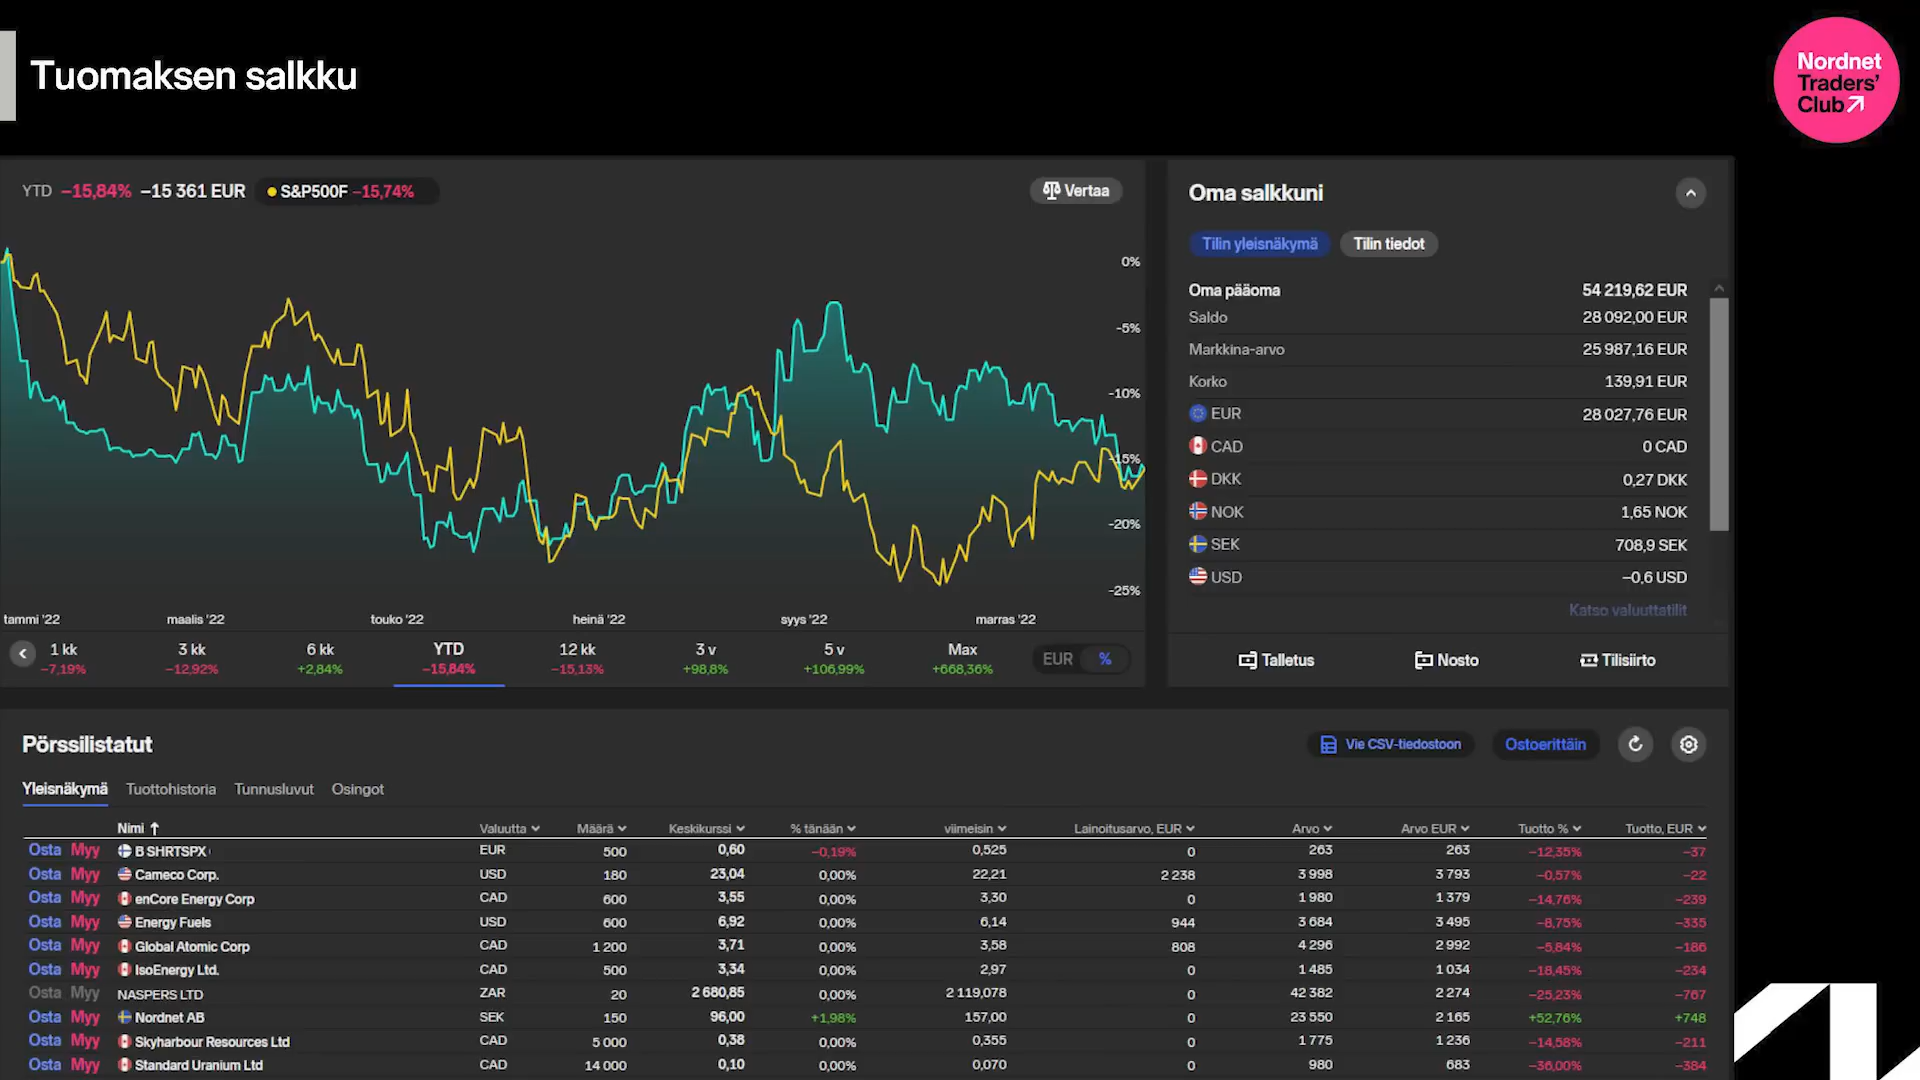 Tuomaksen salkku
Nordnet
Traders'
Club
YTD −15,84% −15 361 EUR S&P500F −15,74%
Vertaa
0%
-5%
-10%
-15%
-20%
-25%
tammi '22 maalis '22 touko '22 heinä '22 syys '22 marras '22
1 kk 3 kk 6 kk YTD 12 kk 3 v 5 v Max
−7,19% −12,92% +2,84% −15,84% −15,13% +98,8% +106,99% +668,36%
EUR %
Oma salkkuni
Tilin yleisnäkymä Tilin tiedot
Oma pääoma 54 219,62 EUR
Saldo 28 092,00 EUR
Markkina-arvo 25 987,16 EUR
Korko 139,91 EUR
EUR 28 027,76 EUR
CAD 0 CAD
DKK 0,27 DKK
NOK 1,65 NOK
SEK 708,9 SEK
USD −0,6 USD
Katso valuuttatilit
Talletus Nosto Tilisiirto
Pörssilistatut
Vie CSV-tiedostoon Ostoerittäin
Yleisnäkymä Tuottohistoria Tunnusluvut Osingot
Nimi Valuutta Määrä Keskikurssi % tänään viimeisin Lainoitusarvo, EUR Arvo Arvo EUR Tuotto % Tuotto, EUR
Osta Myy B SHRTSPX EUR 500 0,60 −0,19% 0,525 0 263 263 −12,35% −37
Osta Myy Cameco Corp. USD 180 23,04 0,00% 22,21 2 238 3 998 3 793 −0,57% −22
Osta Myy enCore Energy Corp CAD 600 3,55 0,00% 3,30 0 1 980 1 379 −14,76% −239
Osta Myy Energy Fuels USD 600 6,92 0,00% 6,14 944 3 684 3 495 −8,75% −335
Osta Myy Global Atomic Corp CAD 1 200 3,71 0,00% 3,58 808 4 296 2 992 −5,84% −186
Osta Myy IsoEnergy Ltd. CAD 500 3,34 0,00% 2,97 0 1 485 1 034 −18,45% −234
Osta Myy NASPERS LTD ZAR 20 2 680,85 0,00% 2 119,078 0 42 382 2 274 −25,23% −767
Osta Myy Nordnet AB SEK 150 96,00 +1,98% 157,00 0 23 550 2 165 +52,76% +748
Osta Myy Skyharbour Resources Ltd CAD 5 000 0,38 0,00% 0,355 0 1 775 1 236 −14,58% −211
Osta Myy Standard Uranium Ltd CAD 14 000 0,10 0,00% 0,070 0 980 683 −36,00% −384